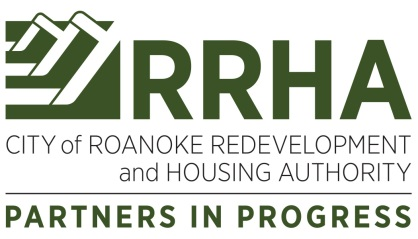 RRHA
CITY of ROANOKE REDEVELOPMENT
and HOUSING AUTHORITY
PARTNERS IN PROGRESS